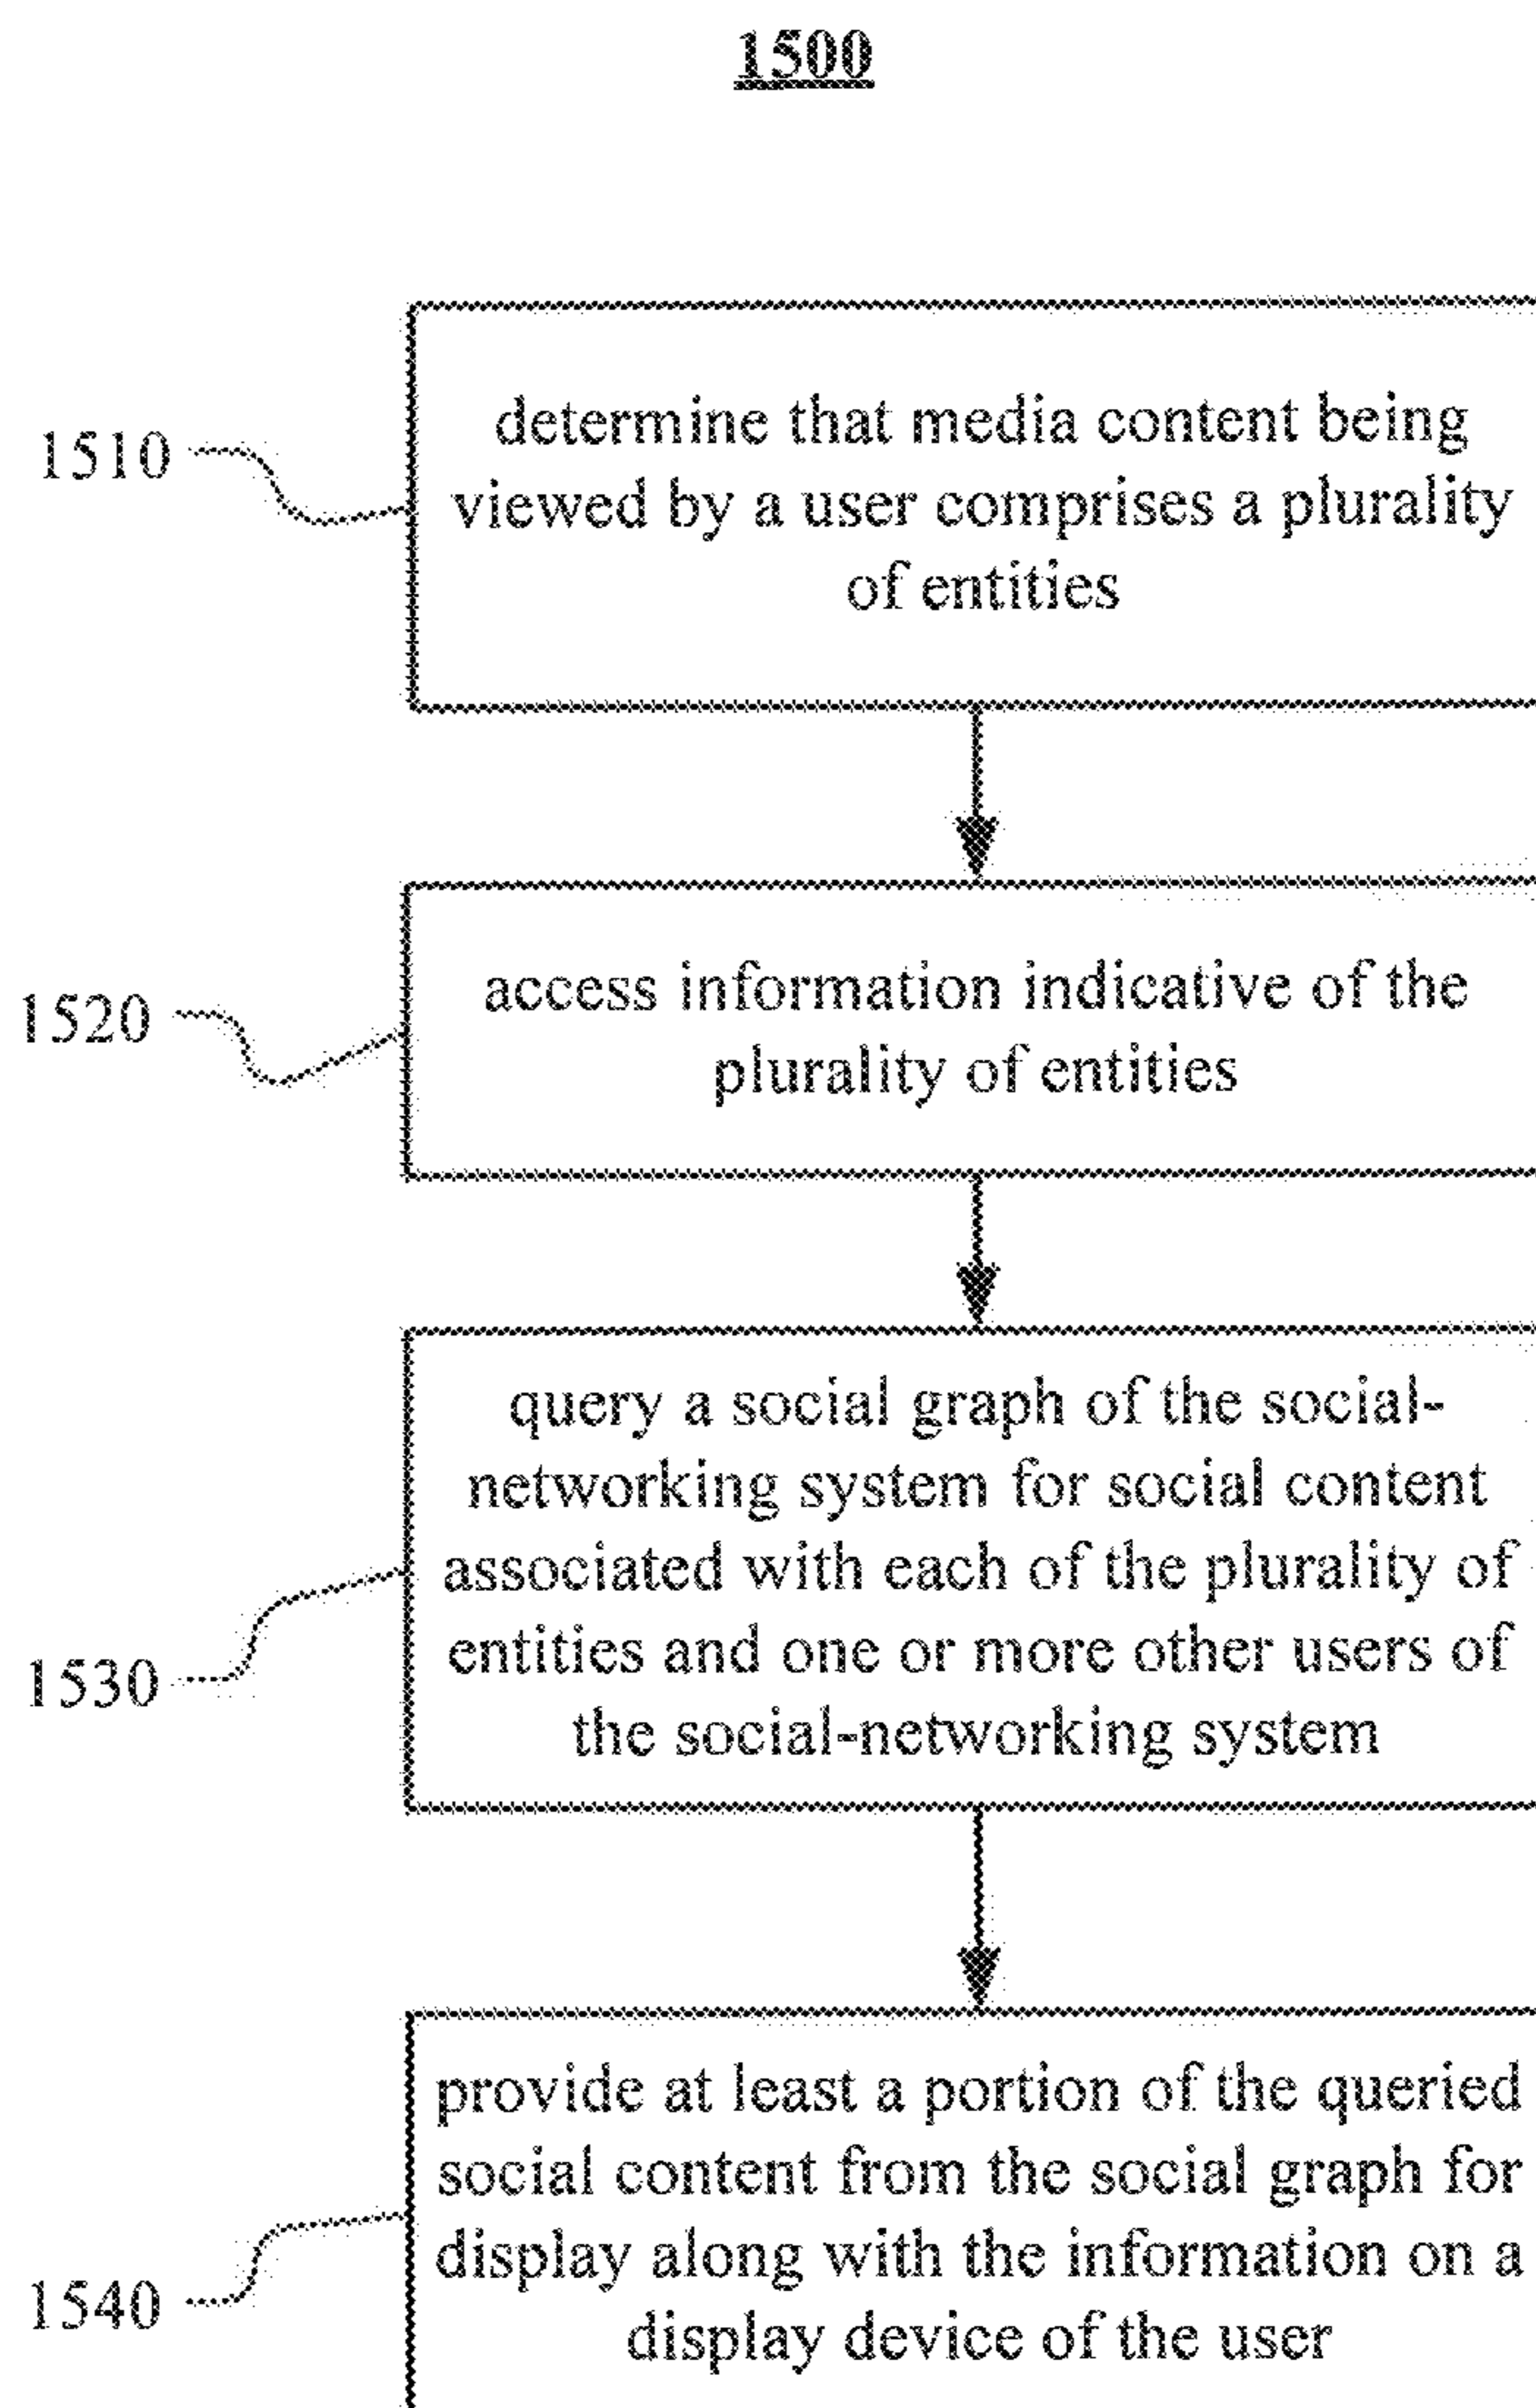 1500
1510
determine that media content being
viewed by a user comprises a plurality
of entities
1520
access information indicative of the
plurality of entities
1530
query a social graph of the social-
networking system for social content
associated with each of the plurality of
entities and one or more other users of
the social-networking system
1540
provide at least a portion of the queried
social content from the social graph for
display along with the information on a
display device of the user